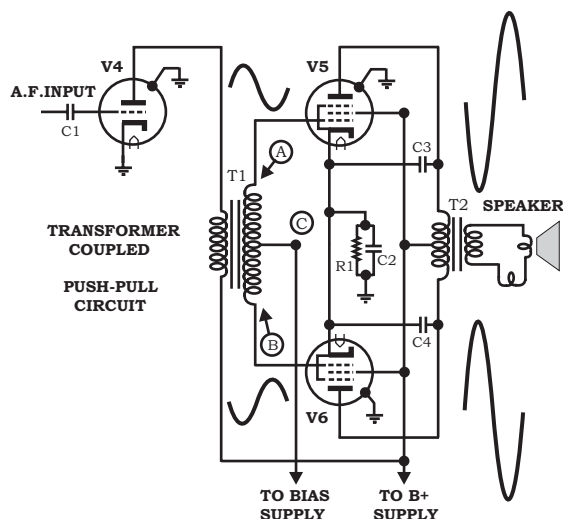 V4
V5
A.F.INPUT
C1
A
C3
T1
T2
SPEAKER
C
TRANSFORMER
COUPLED
PUSH-PULL
CIRCUIT
R1
C2
B
C4
V6
TO BIAS
SUPPLY
TO B+
SUPPLY